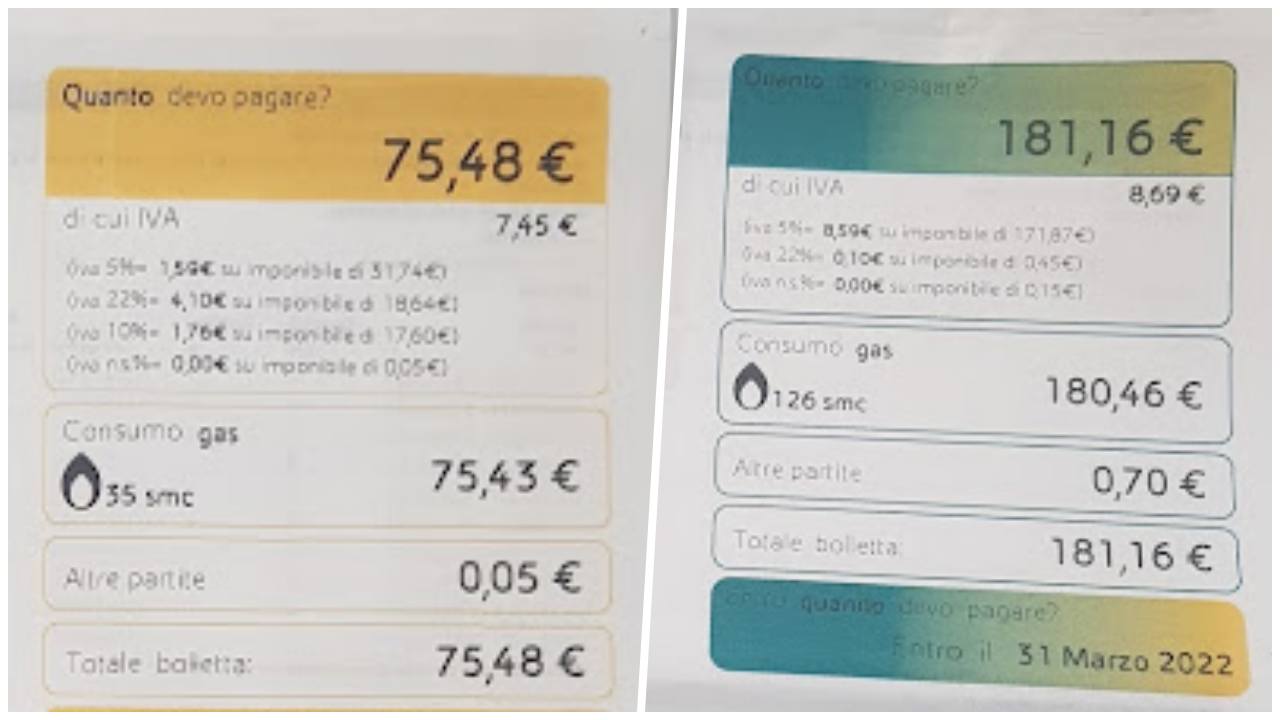 Quanto devo pagare?
75,48 €
di cui IVA 7,45 €
(iva 5%= 1,59€ su imponibile di 31,74€)
(iva 22%= 4,10€ su imponibile di 18,64€)
(iva 10%= 1,76€ su imponibile di 17,60€)
(iva n.s.%= 0,00€ su imponibile di 0,05€)
Consumo gas
35 smc 75,43 €
Altre partite 0,05 €
Totale bolletta: 75,48 €
Quanto devo pagare?
181,16 €
di cui IVA 8,69 €
(iva 5%= 8,59€ su imponibile di 171,87€)
(iva 22%= 0,10€ su imponibile di 0,45€)
(iva n.s.%= 0,00€ su imponibile di 0,15€)
Consumo gas
126 smc 180,46 €
Altre partite 0,70 €
Totale bolletta: 181,16 €
quanto devo pagare?
Entro il 31 Marzo 2022